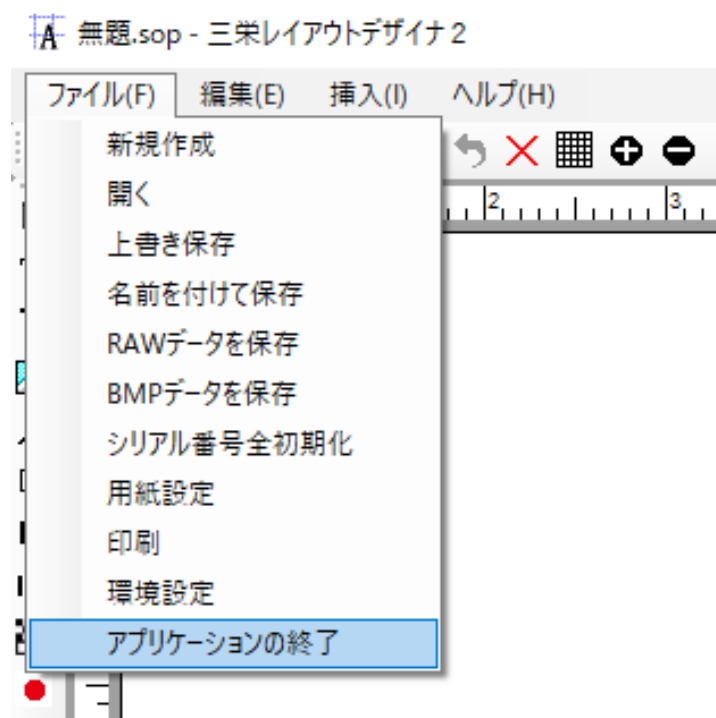 無題.sop - 三栄レイアウトデザイナ2
ファイル(F) 編集(E) 挿入(I) ヘルプ(H)
新規作成
開く
上書き保存
名前を付けて保存
RAWデータを保存
BMPデータを保存
シリアル番号全初期化
用紙設定
印刷
環境設定
アプリケーションの終了
2 3